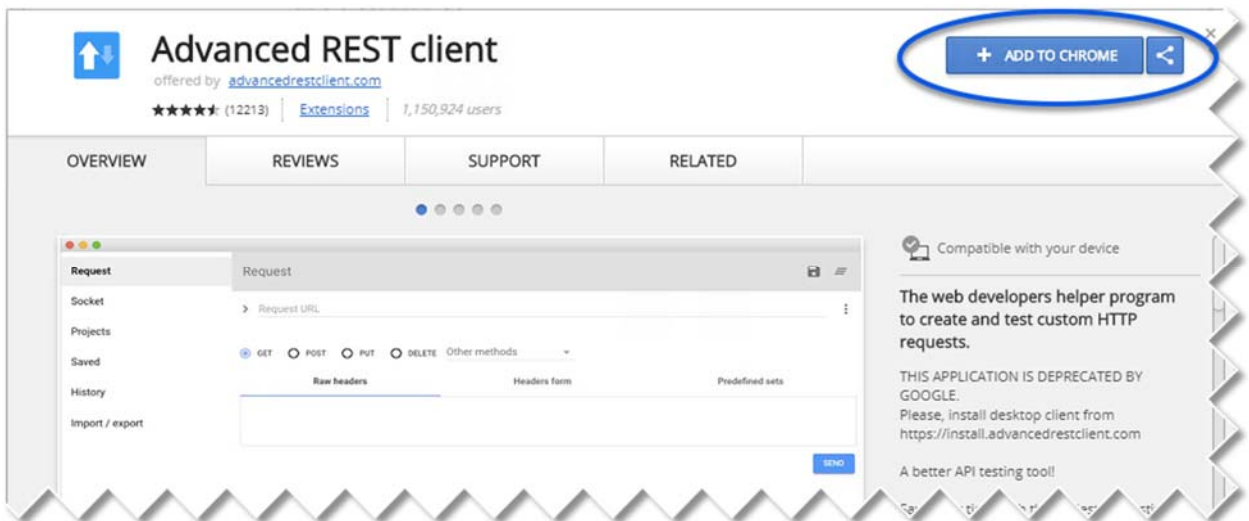 Advanced REST client
offered by advancedrestclient.com
(12213) Extensions 1,150,924 users
+ ADD TO CHROME
OVERVIEW REVIEWS SUPPORT RELATED
Request
Socket
Projects
Saved
History
Import / export
Request
Request URL
GET POST PUT DELETE Other methods
Raw headers Headers form Predefined sets
SEND
Compatible with your device
The web developers helper program
to create and test custom HTTP
requests.
THIS APPLICATION IS DEPRECATED BY
GOOGLE.
Please, install desktop client from
https://install.advancedrestclient.com
A better API testing tool!